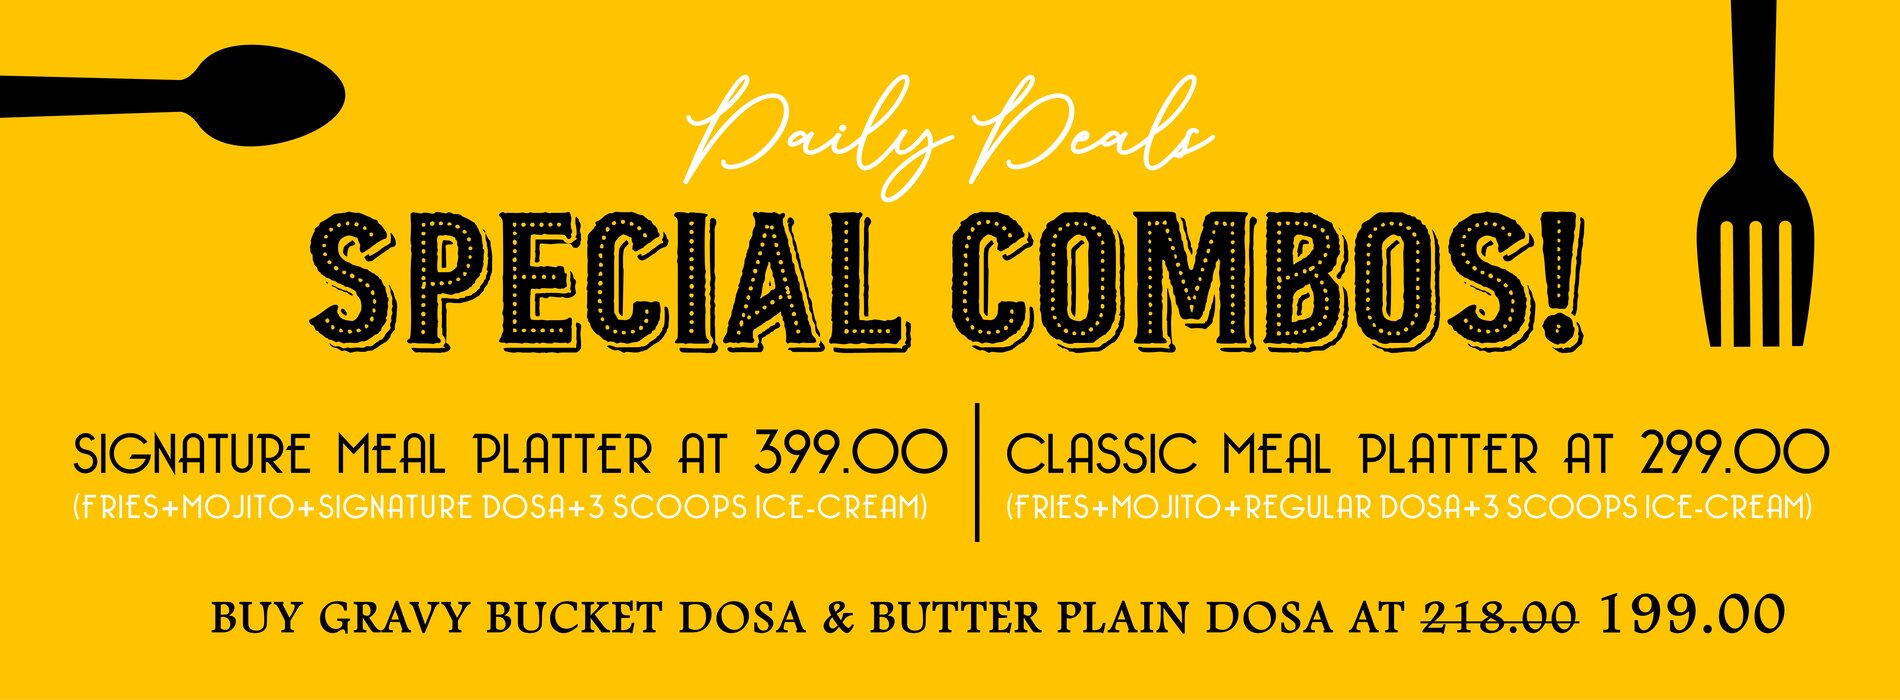 Daily Deals
SPECIAL COMBOS!
SIGNATURE MEAL PLATTER AT 399.00
(FRIES+MOJITO+SIGNATURE DOSA+3 SCOOPS ICE-CREAM)
CLASSIC MEAL PLATTER AT 299.00
(FRIES+MOJITO+REGULAR DOSA+3 SCOOPS ICE-CREAM)
BUY GRAVY BUCKET DOSA & BUTTER PLAIN DOSA AT 218.00 199.00